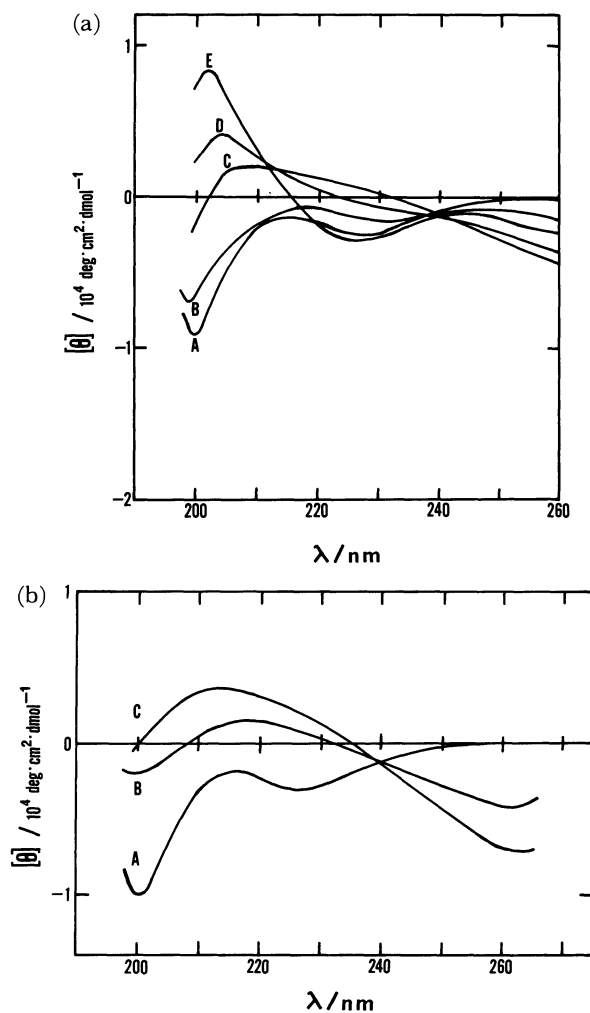 (a)
1
0
−1
−2
[θ] / 10⁴ deg·cm²·dmol⁻¹
E
D
C
B
A
200 220 240 260
λ/nm
(b)
1
0
−1
[θ] / 10⁴ deg·cm²·dmol⁻¹
C
B
A
200 220 240 260
λ/nm